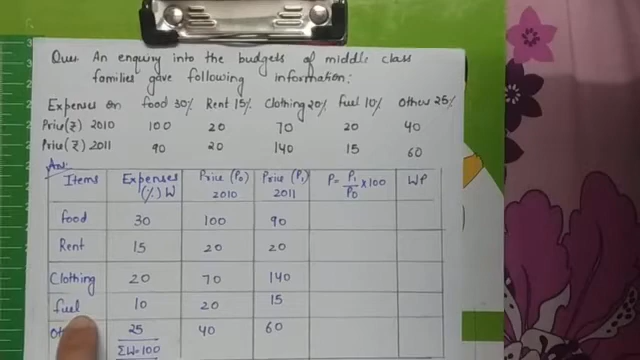 Ques An enquiry into the budgets of middle class
families gave following information:
Expenses on food 30% Rent 15% Clothing 20% Fuel 10% Others 25%
Price(₹) 2010 100 20 70 20 40
Price(₹) 2011 90 20 140 15 60
Ans:
Items Expenses (%) W Price (P₀) 2010 Price (P₁) 2011 P = P₁/P₀ × 100 WP
food 30 100 90
Rent 15 20 20
Clothing 20 70 140
fuel 10 20 15
25 40 60
ΣW=100